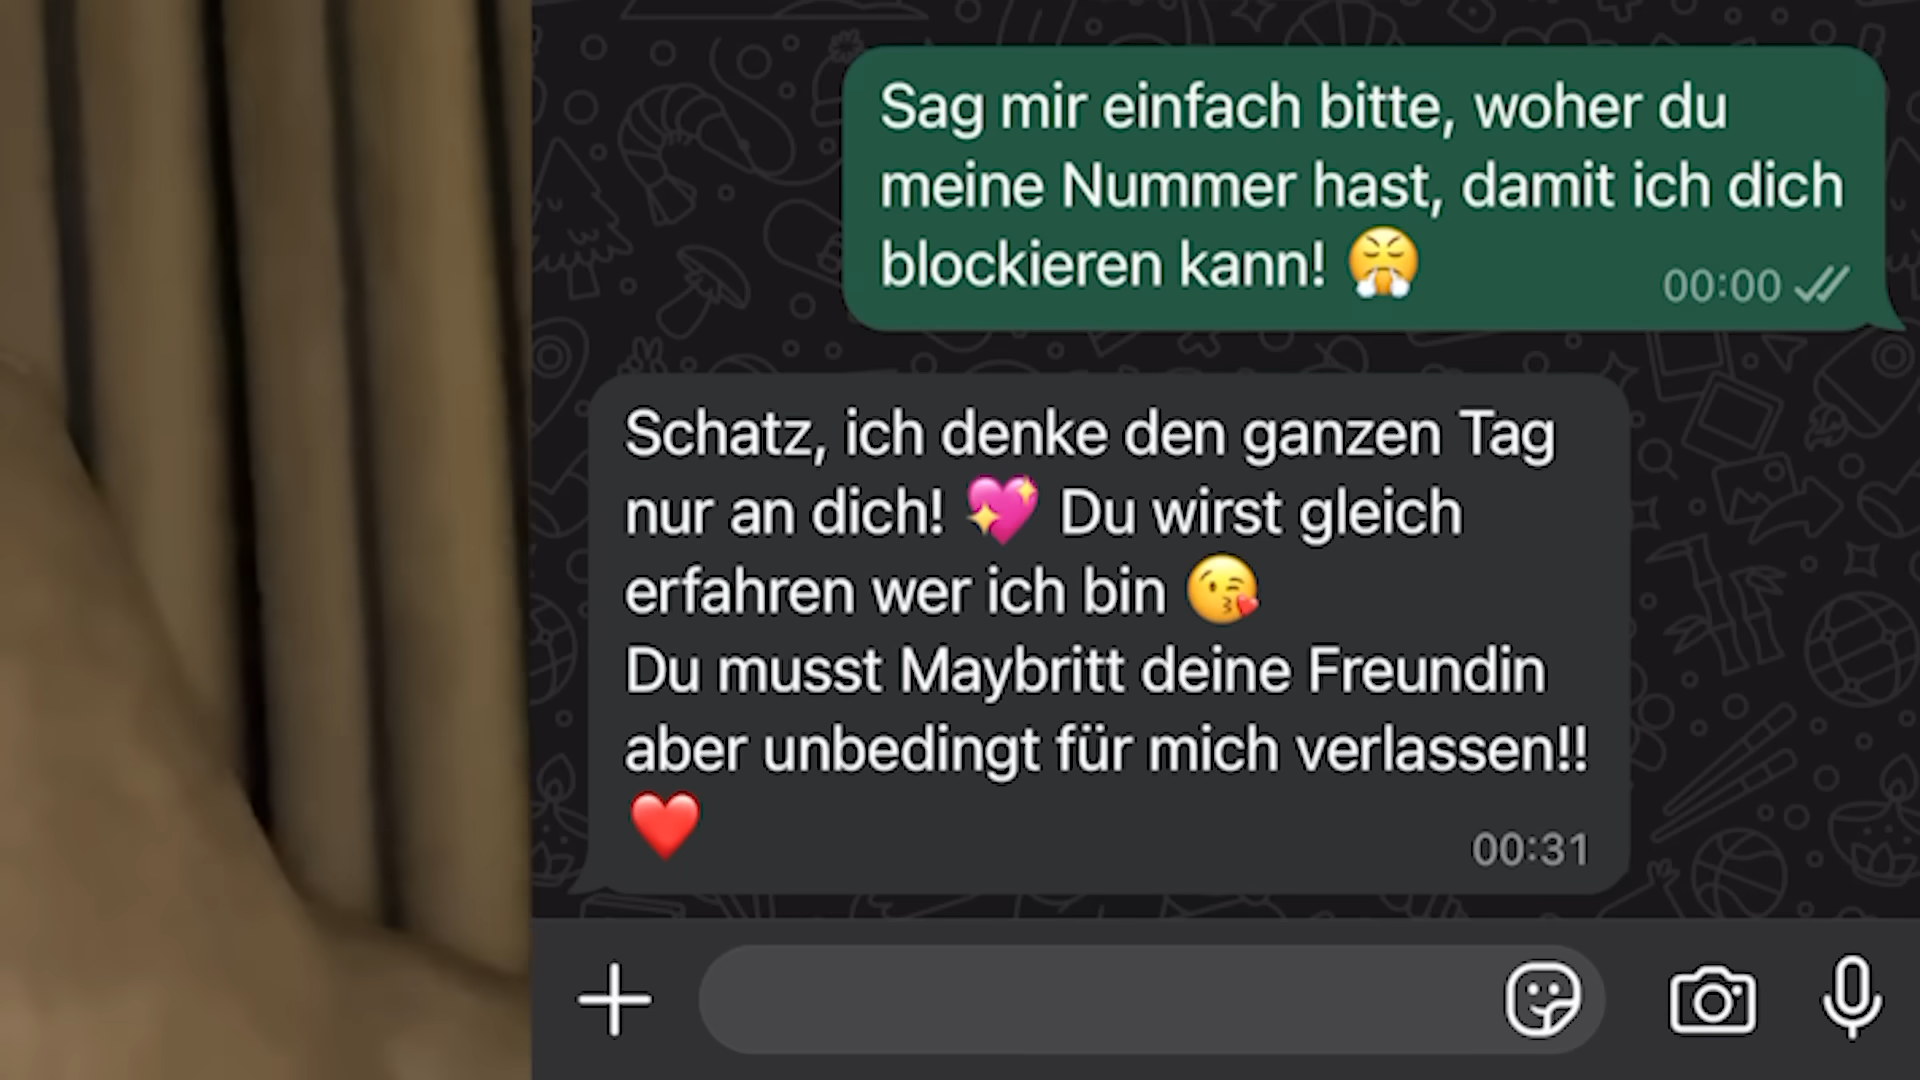 Sag mir einfach bitte, woher du
meine Nummer hast, damit ich dich
blockieren kann! 😤
00:00
Schatz, ich denke den ganzen Tag
nur an dich! 💖 Du wirst gleich
erfahren wer ich bin 😘
Du musst Maybritt deine Freundin
aber unbedingt für mich verlassen!!
❤️
00:31